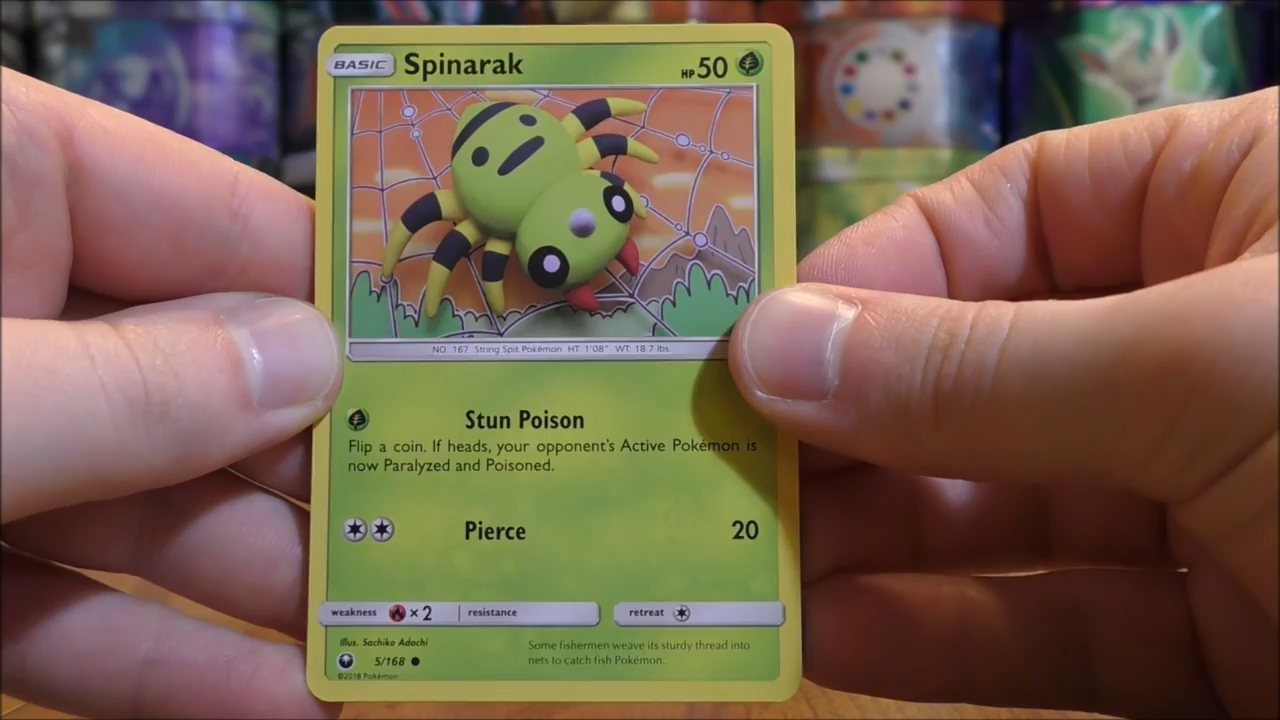 BASIC Spinarak HP 50
NO. 167 String Spit Pokémon HT: 1'08" WT: 18.7 lbs.
Stun Poison
Flip a coin. If heads, your opponent's Active Pokémon is
now Paralyzed and Poisoned.
Pierce 20
weakness ×2 resistance retreat
Illus. Sachiko Adachi
5/168
©2018 Pokémon
Some fishermen weave its sturdy thread into
nets to catch fish Pokémon.